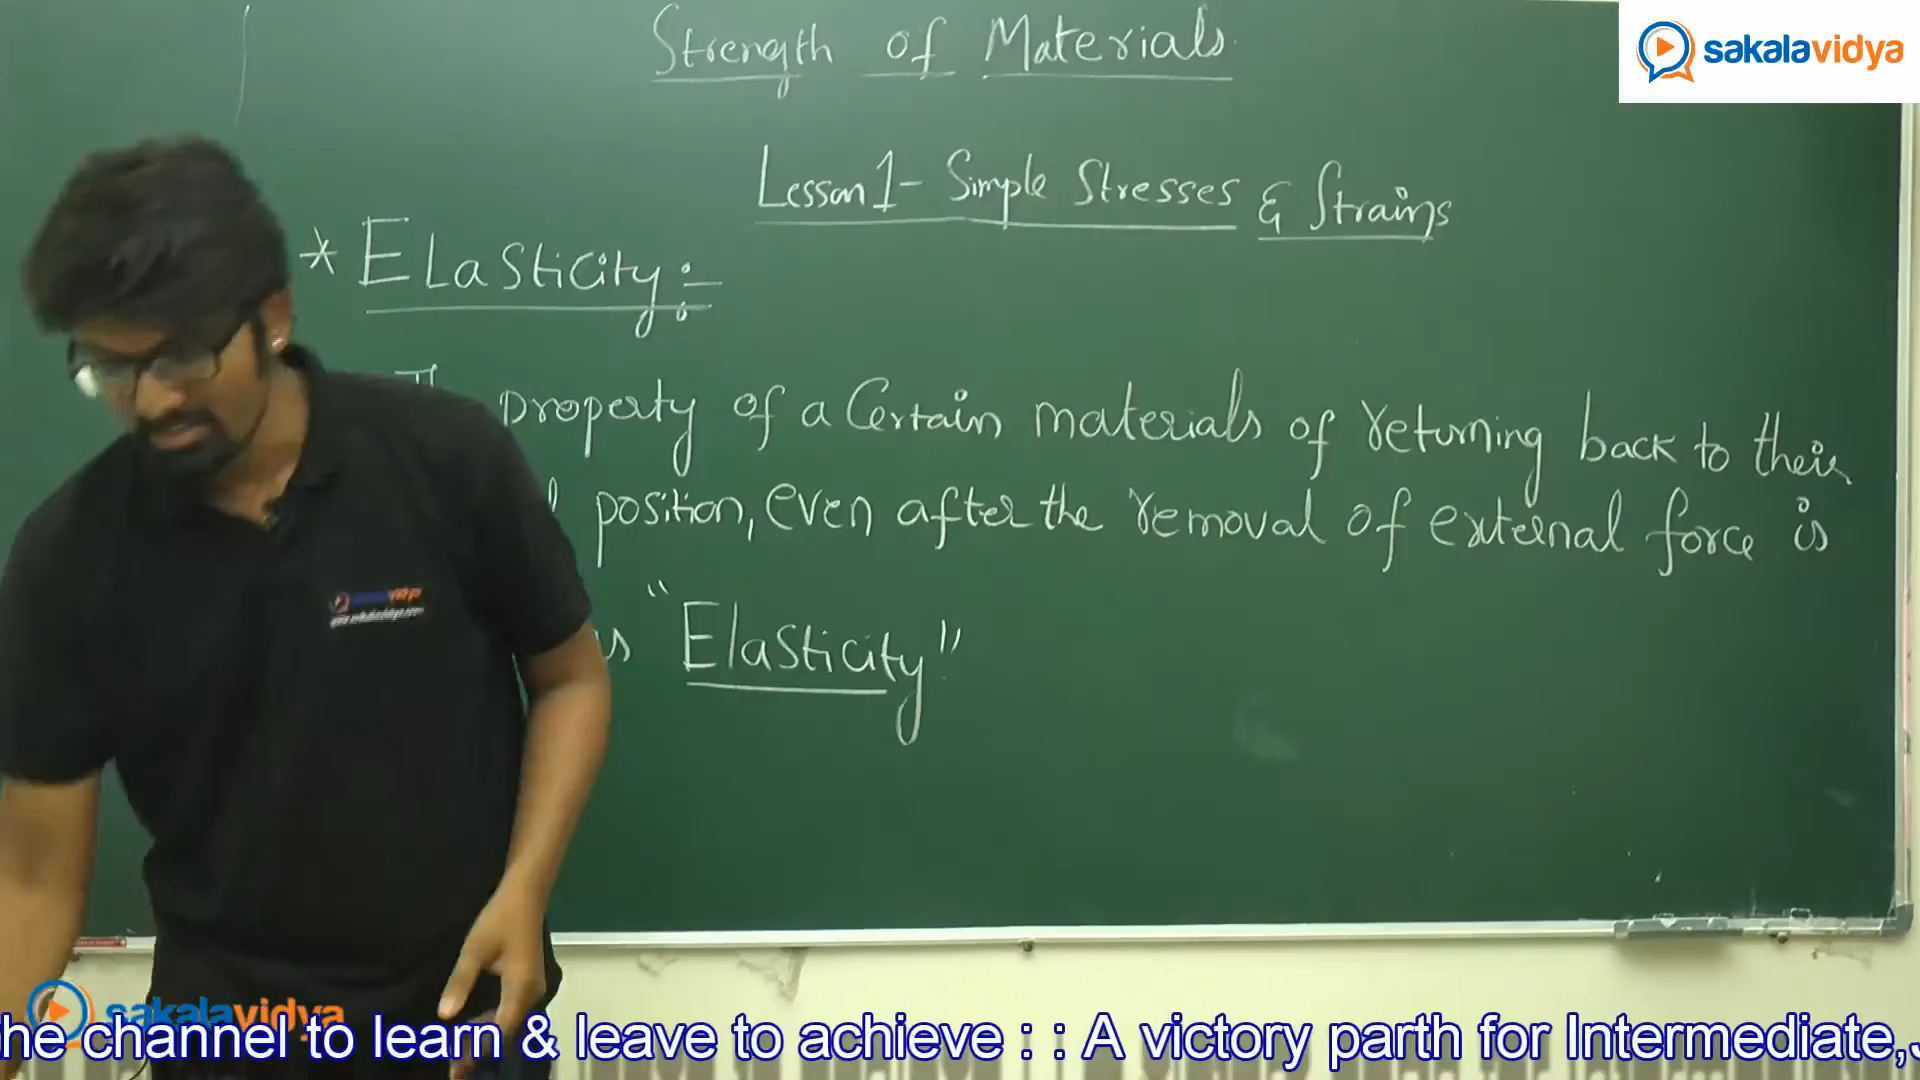 Strength of Materials
sakalavidya
Lesson 1 - Simple Stresses & Strains
* Elasticity :-
property of a Certain materials of returning back to their
position, even after the removal of external force is
"Elasticity"
sakalavidya
he channel to learn & leave to achieve : : A victory parth for Intermediate,